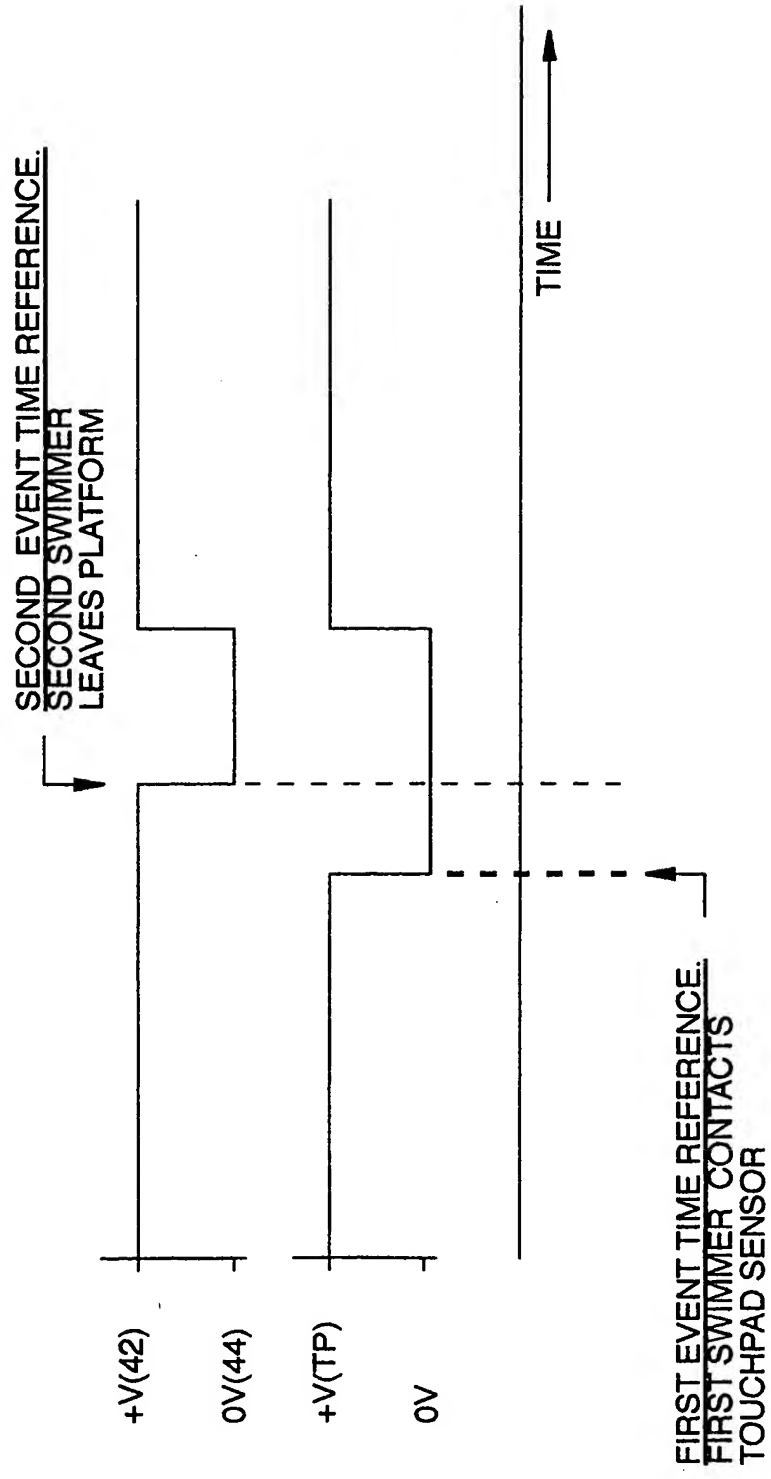 SECOND EVENT TIME REFERENCE.
SECOND SWIMMER
LEAVES PLATFORM
+V(42)
0V(44)
+V(TP)
0V
TIME
FIRST EVENT TIME REFERENCE.
FIRST SWIMMER CONTACTS
TOUCHPAD SENSOR